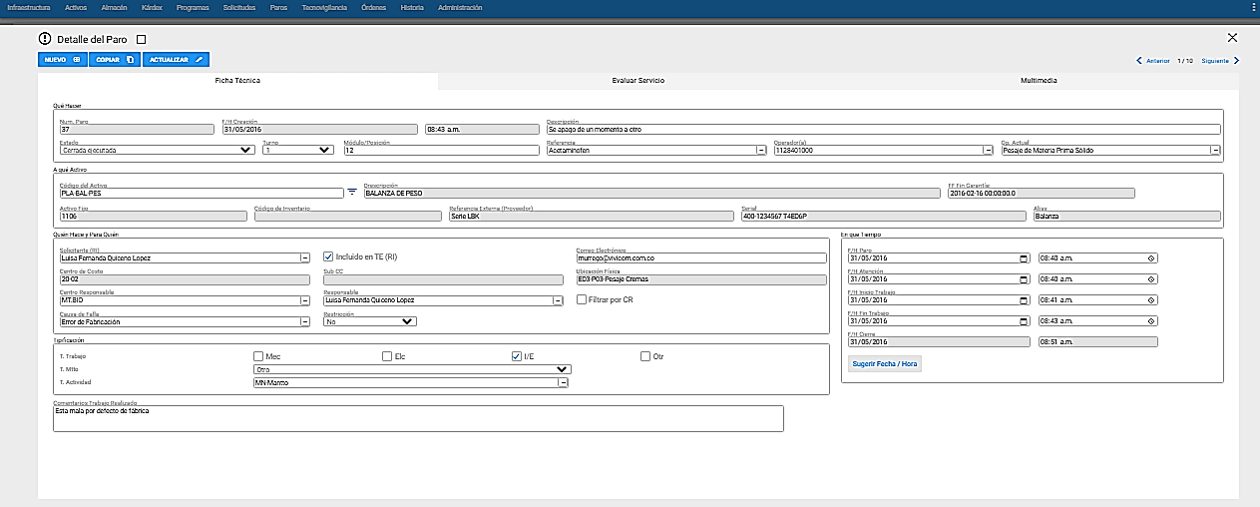 Infraestructura Activos Almacén Kárdex Programas Solicitudes Paros Tecnovigilancia Órdenes Historia Administración
Detalle del Paro
NUEVO COPIAR ACTUALIZAR
Anterior 1/10 Siguiente
Ficha Técnica Evaluar Servicio Multimedia
Qué Hacer
Num. Paro F/H Creación Descripción
37 31/05/2016 08:43 a.m. Se apago de un momento a otro
Estado Turno Módulo/Posición Referencia Operador(a) Op. Actual
Cerrada ejecutada 1 12 Acetaminofen 1128401000 Pesaje de Materia Prima Sólido
A qué Activo
Código del Activo Descripción FF Fin Garantía
PLA-BAL-PES BALANZA DE PESO 2016-02-16 00:00:00.0
Activo Fijo Código de Inventario Referencia Externa (Proveedor) Serial Alias
1106 Serie LBK 400-1234567 T4ED6P Balanza
Quién Hace y Para Quién En que Tiempo
Solicitante (RI) Correo Electrónico F/H Paro
Luisa Fernanda Quiceno Lopez Incluido en TE (RI) murrego@vivicom.com.co 31/05/2016 08:40 a.m.
Centro de Costo Sub CC Ubicación Física F/H Atención
20-02 ED3-P03-Pesaje Cremas 31/05/2016 08:40 a.m.
Centro Responsable Responsable F/H Inicio Trabajo
MT.BIO Luisa Fernanda Quiceno Lopez Filtrar por CR 31/05/2016 08:41 a.m.
Causa de Falla Restricción F/H Fin Trabajo
Error de Fabricación No 31/05/2016 08:43 a.m.
Tipificación F/H Cierre
31/05/2016 08:51 a.m.
T. Trabajo Mec Elc I/E Otr
Sugerir Fecha / Hora
T. Mtto Otro
T. Actividad MN-Mantto
Comentarios Trabajo Realizado
Esta mala por defecto de fábrica